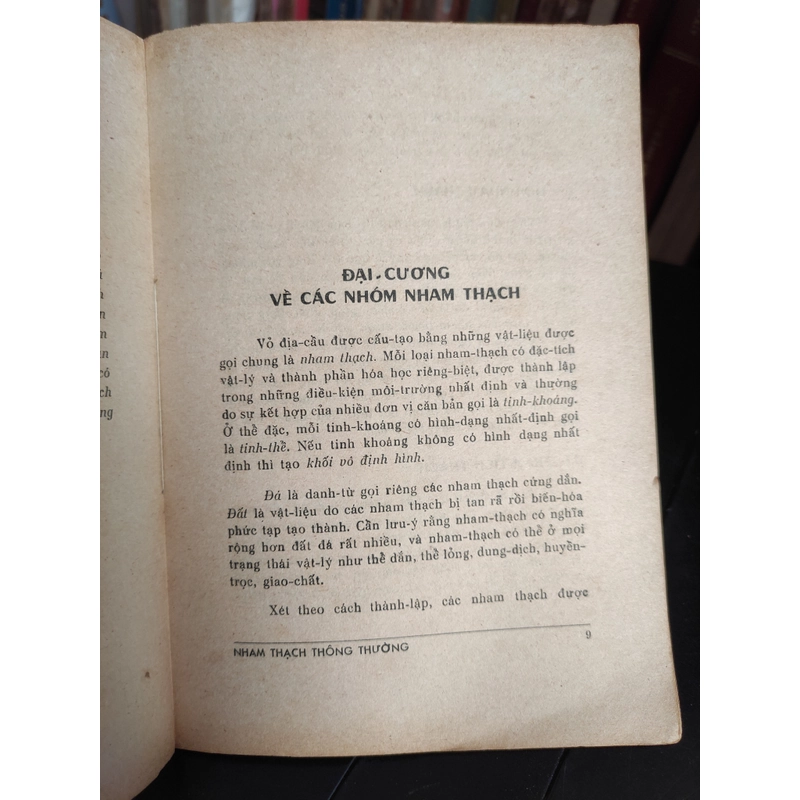 ĐẠI-CƯƠNG
VỀ CÁC NHÓM NHAM THẠCH
Vỏ địa-cầu được cấu-tạo bằng những vật-liệu được
gọi chung là nham thạch. Mỗi loại nham-thạch có đặc-tích
vật-lý và thành phần hóa học riêng-biệt, được thành lập
trong những điều-kiện môi-trường nhất định và thường
do sự kết hợp của nhiều đơn vị căn bản gọi là tinh-khoáng.
Ở thể đặc, mỗi tinh-khoáng có hình-dạng nhất-định gọi
là tinh-thể. Nếu tinh khoáng không có hình dạng nhất
định thì tạo khối vô định hình.
Đá là danh-từ gọi riêng các nham thạch cứng dắn.
Đất là vật-liệu do các nham thạch bị tan rã rồi biến-hóa
phức tạp tạo thành. Cần lưu-ý rằng nham-thạch có nghĩa
rộng hơn đất đá rất nhiều, và nham-thạch có thể ở mọi
trạng thái vật-lý như thể dắn, thể lỏng, dung-dịch, huyền-
trọc, giao-chất.
Xét theo cách thành-lập, các nham thạch được
NHAM THẠCH THÔNG THƯỜNG 9